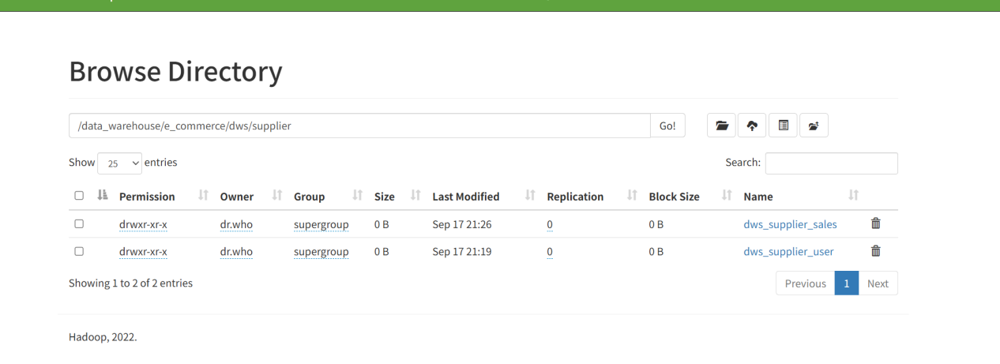 Browse Directory
/data_warehouse/e_commerce/dws/supplier Go!
Show 25 entries Search:
Permission Owner Group Size Last Modified Replication Block Size Name
drwxr-xr-x dr.who supergroup 0 B Sep 17 21:26 0 0 B dws_supplier_sales
drwxr-xr-x dr.who supergroup 0 B Sep 17 21:19 0 0 B dws_supplier_user
Showing 1 to 2 of 2 entries Previous 1 Next
Hadoop, 2022.